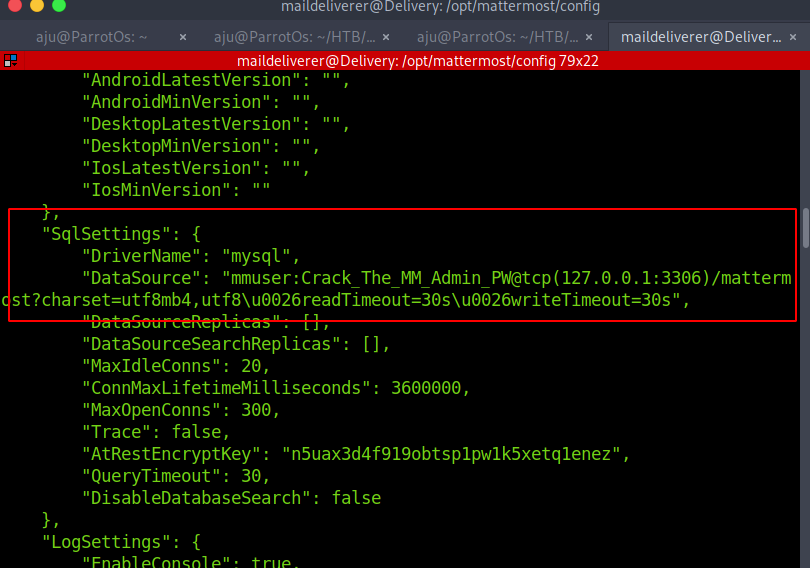 maildeliverer@Delivery: /opt/mattermost/config
aju@ParrotOs: ~ × aju@ParrotOs: ~/HTB/... × aju@ParrotOs: ~/HTB/... × maildeliverer@Deliver... ×
maildeliverer@Delivery: /opt/mattermost/config 79x22
"AndroidLatestVersion": "",
"AndroidMinVersion": "",
"DesktopLatestVersion": "",
"DesktopMinVersion": "",
"IosLatestVersion": "",
"IosMinVersion": ""
},
"SqlSettings": {
"DriverName": "mysql",
"DataSource": "mmuser:Crack_The_MM_Admin_PW@tcp(127.0.0.1:3306)/matterm
ost?charset=utf8mb4,utf8\u0026readTimeout=30s\u0026writeTimeout=30s",
"DataSourceReplicas": [],
"DataSourceSearchReplicas": [],
"MaxIdleConns": 20,
"ConnMaxLifetimeMilliseconds": 3600000,
"MaxOpenConns": 300,
"Trace": false,
"AtRestEncryptKey": "n5uax3d4f919obtsp1pw1k5xetq1enez",
"QueryTimeout": 30,
"DisableDatabaseSearch": false
},
"LogSettings": {
"EnableConsole": true,